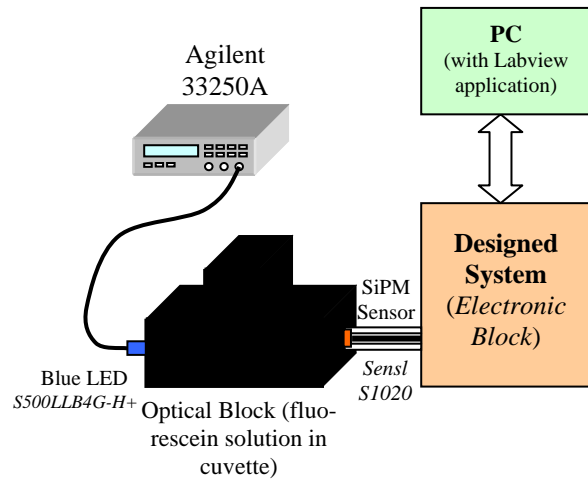 Agilent
33250A
PC
(with Labview
application)
Designed
System
(Electronic
Block)
SiPM
Sensor
Sensl
S1020
Blue LED
S500LLB4G-H+
Optical Block (fluo-
rescein solution in
cuvette)